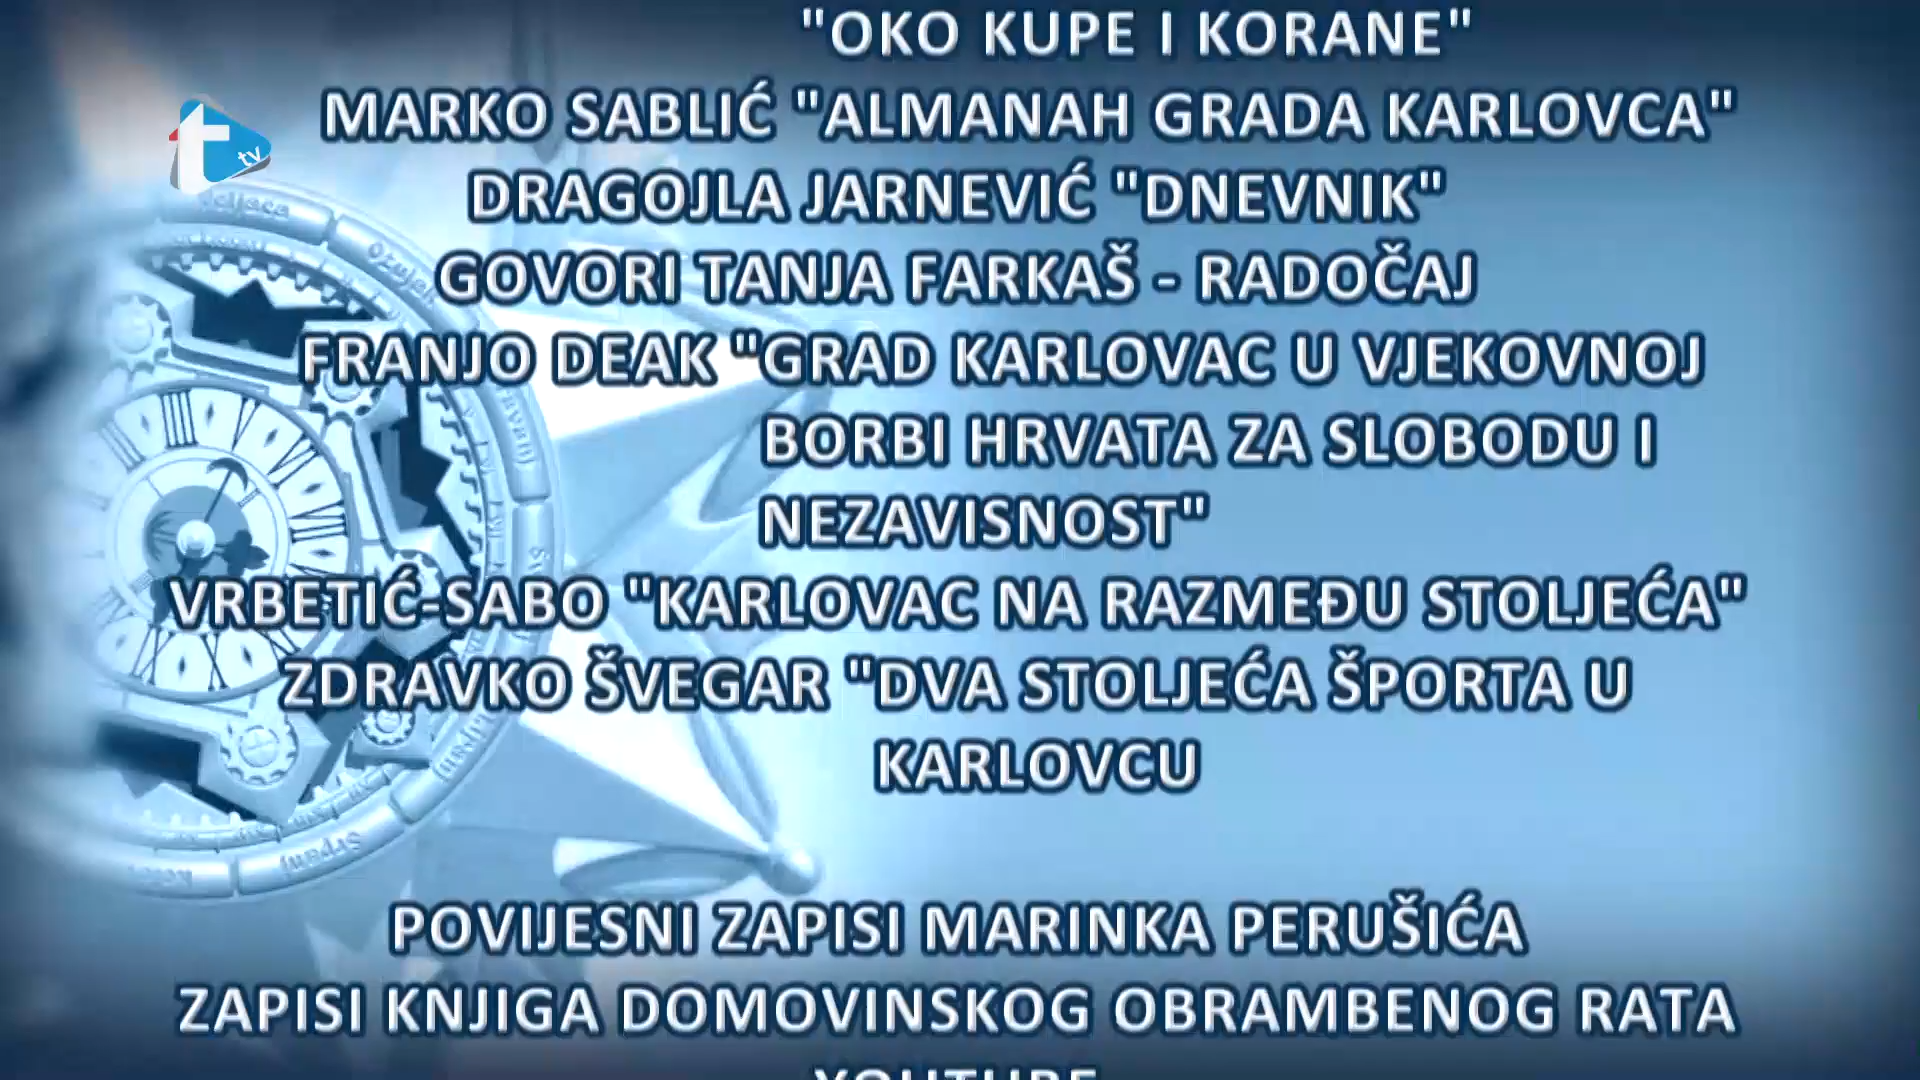 "OKO KUPE I KORANE"
MARKO SABLIĆ "ALMANAH GRADA KARLOVCA"
t tv
DRAGOJLA JARNEVIĆ "DNEVNIK"
GOVORI TANJA FARKAŠ - RADOČAJ
FRANJO DEAK "GRAD KARLOVAC U VJEKOVNOJ
BORBI HRVATA ZA SLOBODU I
NEZAVISNOST"
VRBETIĆ-SABO "KARLOVAC NA RAZMEĐU STOLJEĆA"
ZDRAVKO ŠVEGAR "DVA STOLJEĆA ŠPORTA U
KARLOVCU
POVIJESNI ZAPISI MARINKA PERUŠIĆA
ZAPISI KNJIGA DOMOVINSKOG OBRAMBENOG RATA
YOUTUBE